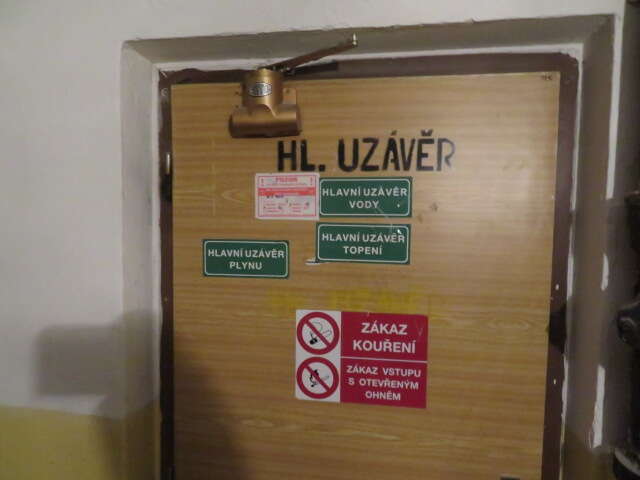 HL. UZÁVĚR
HLAVNÍ UZÁVĚR
VODY
HLAVNÍ UZÁVĚR
TOPENÍ
HLAVNÍ UZÁVĚR
PLYNU
ZÁKAZ
KOUŘENÍ
ZÁKAZ VSTUPU
S OTEVŘENÝM
OHNĚM